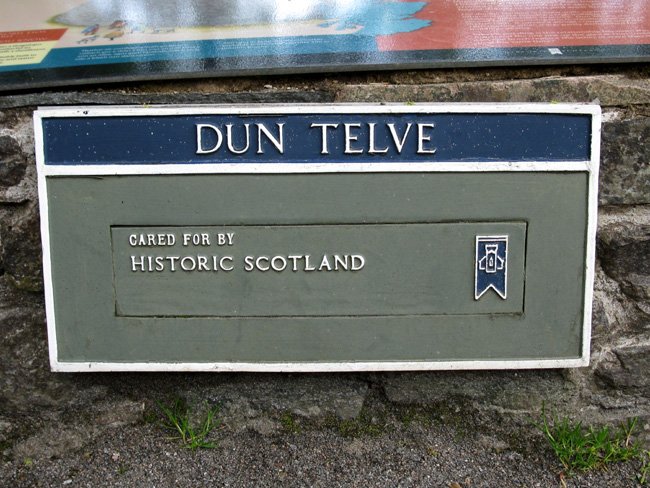 DUN TELVE
CARED FOR BY
HISTORIC SCOTLAND